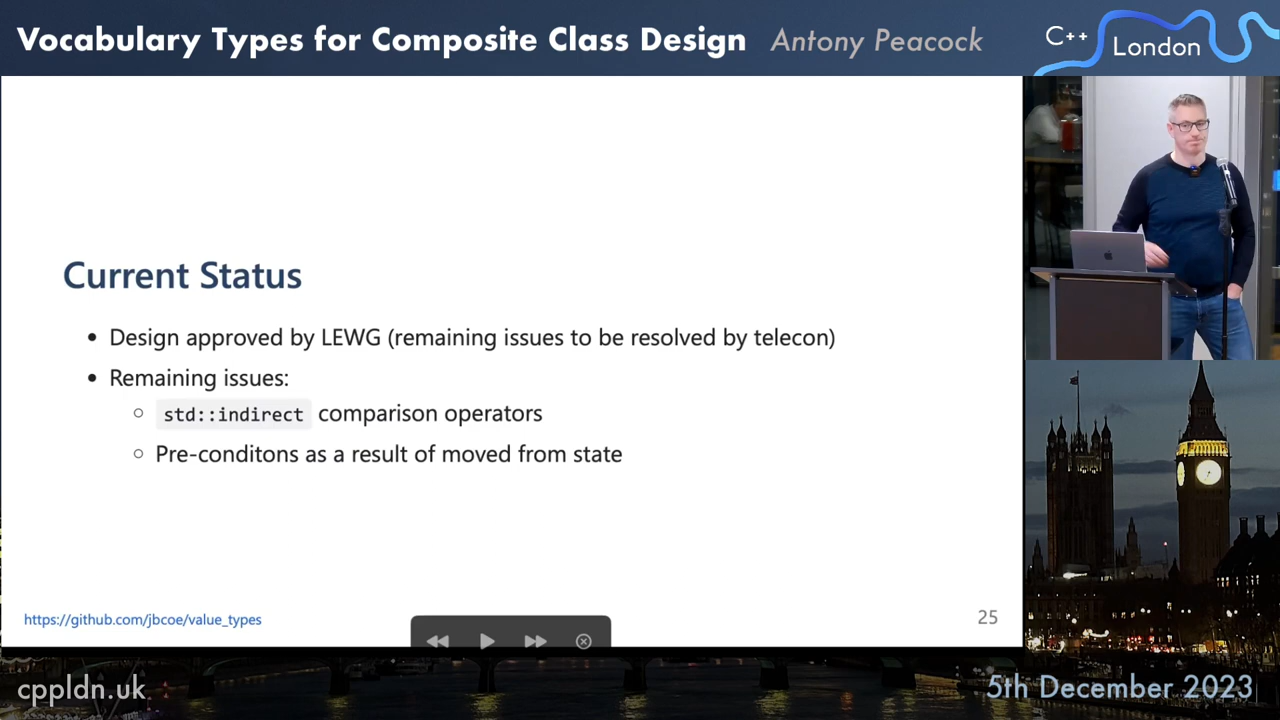 Vocabulary Types for Composite Class Design Antony Peacock
C++ London
Current Status
• Design approved by LEWG (remaining issues to be resolved by telecon)
• Remaining issues:
○ std::indirect comparison operators
○ Pre-conditons as a result of moved from state
https://github.com/jbcoe/value_types
25
cppldn.uk
5th December 2023